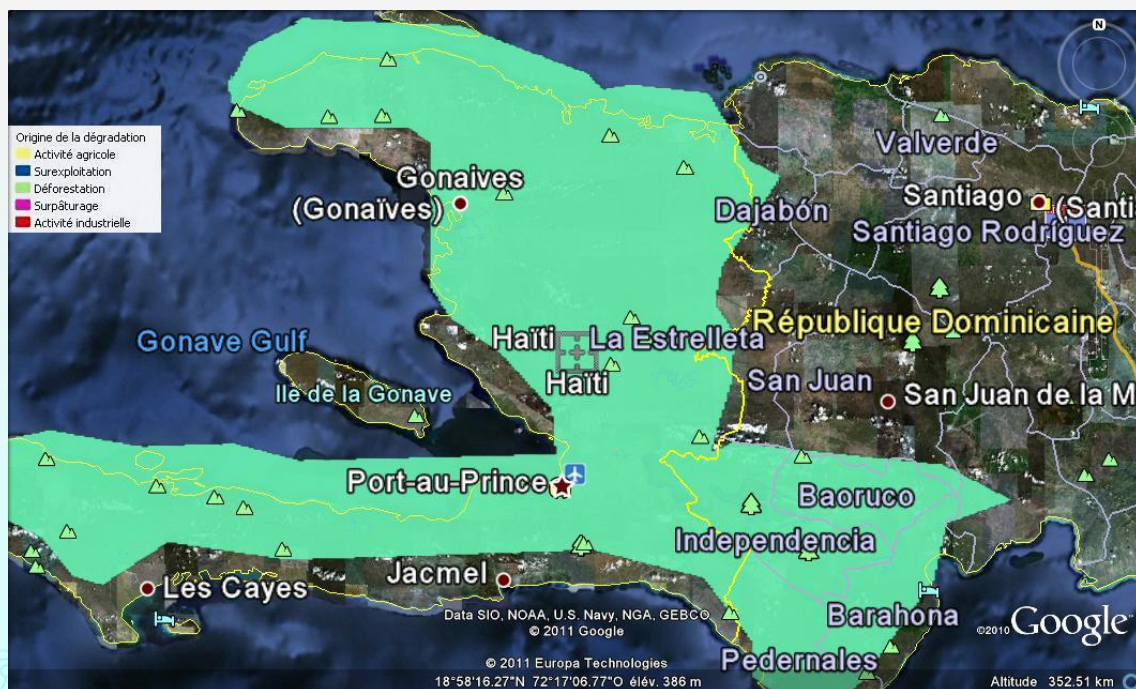 N
Origine de la dégradation
Activité agricole
Surexploitation
Déforestation
Surpâturage
Activité industrielle
Valverde
Gonaives
(Gonaïves)
Dajabón
Santiago
(Santi
Santiago Rodríguez
République Dominicaine
Gonave Gulf
Haïti
La Estrelleta
Haïti
Ile de la Gonave
San Juan
San Juan de la M
Port-au-Prince
Baoruco
Independencia
Jacmel
Les Cayes
Barahona
Data SIO, NOAA, U.S. Navy, NGA, GEBCO
© 2011 Google
©2010 Google
Pedernales
© 2011 Europa Technologies
18°58'16.27"N 72°17'06.77"O élév. 386 m
Altitude 352.51 km